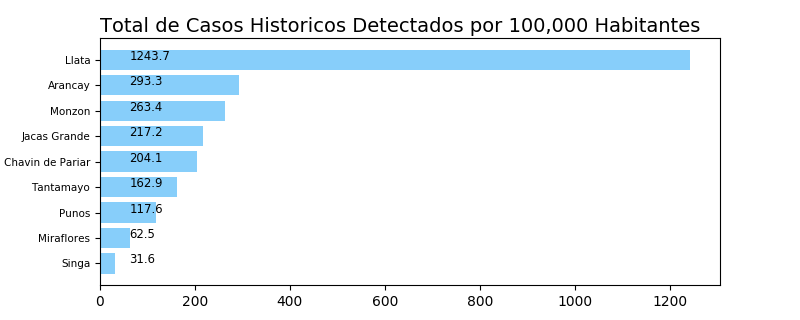 Total de Casos Historicos Detectados por 100,000 Habitantes
Llata 1243.7
Arancay 293.3
Monzon 263.4
Jacas Grande 217.2
Chavin de Pariar 204.1
Tantamayo 162.9
Punos 117.6
Miraflores 62.5
Singa 31.6
0 200 400 600 800 1000 1200